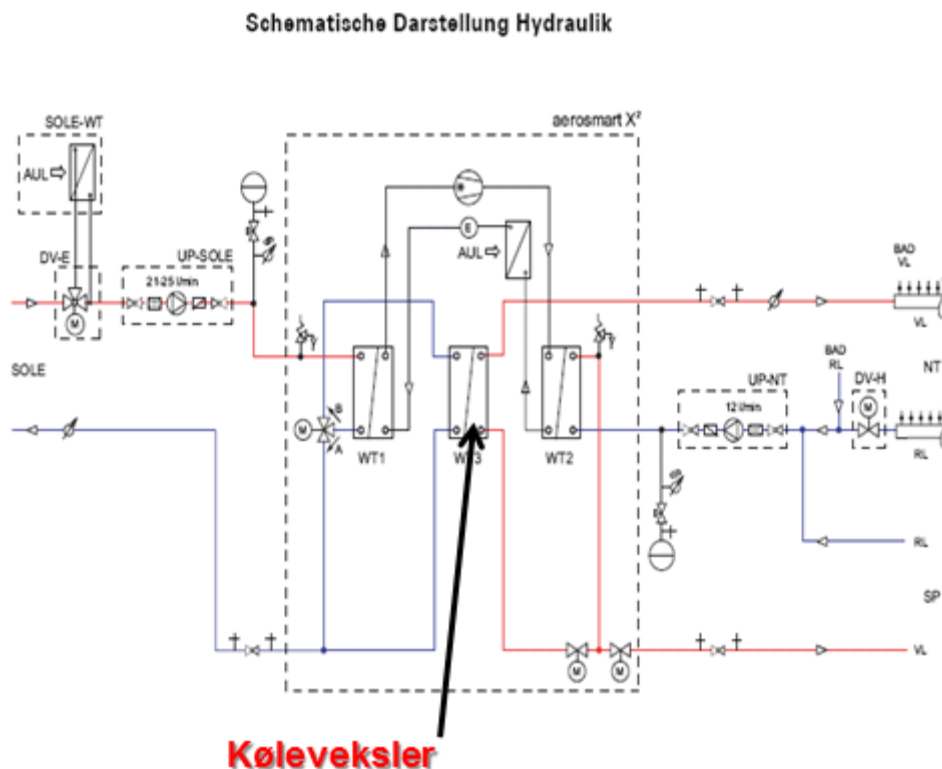 Schematische Darstellung Hydraulik
aerosmart X²
SOLE-WT
AUL
DV-E
UP-SOLE
21-25 l/min
M
SOLE
E
AUL
BAD
VL
VL
BAD
RL
NT
UP-NT
DV-H
M
12 l/min
RL
M
B
A
WT1
WT3
WT2
RL
SP
VL
M
M
Køleveksler